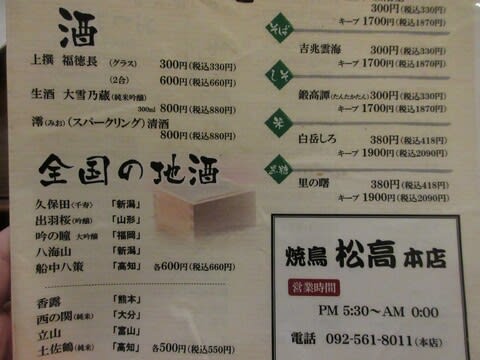 酒
上撰 福徳長 (グラス) 300円(税込330円)
(2合) 600円(税込660円)
生酒 大雪乃蔵(純米吟醸)
300ml 880円(税込880円)
澪(みお)(スパークリング)清酒
800円(税込880円)
全国の地酒
久保田(千寿) 「新潟」
出羽桜(吟醸) 「山形」
吟の瞳 大吟醸 「福岡」
八海山 「新潟」
船中八策 「高知」 各600円(税込660円)
香露 「熊本」
西の関(純米) 「大分」
立山 「富山」
土佐鶴(純米) 「高知」 各500円(税込550円)
300円(税込330円)
キープ 1700円(税込1870円)
そば
吉兆雲海 300円(税込330円)
キープ 1700円(税込1870円)
しそ
鍛高譚(たんたかたん) 300円(税込330円)
キープ 1700円(税込1870円)
米
白岳しろ 380円(税込418円)
キープ 1900円(税込2090円)
黒糖
里の曙 380円(税込418円)
キープ 1900円(税込2090円)
焼鳥 松高 本店
営業時間
PM 5:30~AM 0:00
電話 092-561-8011(本店)